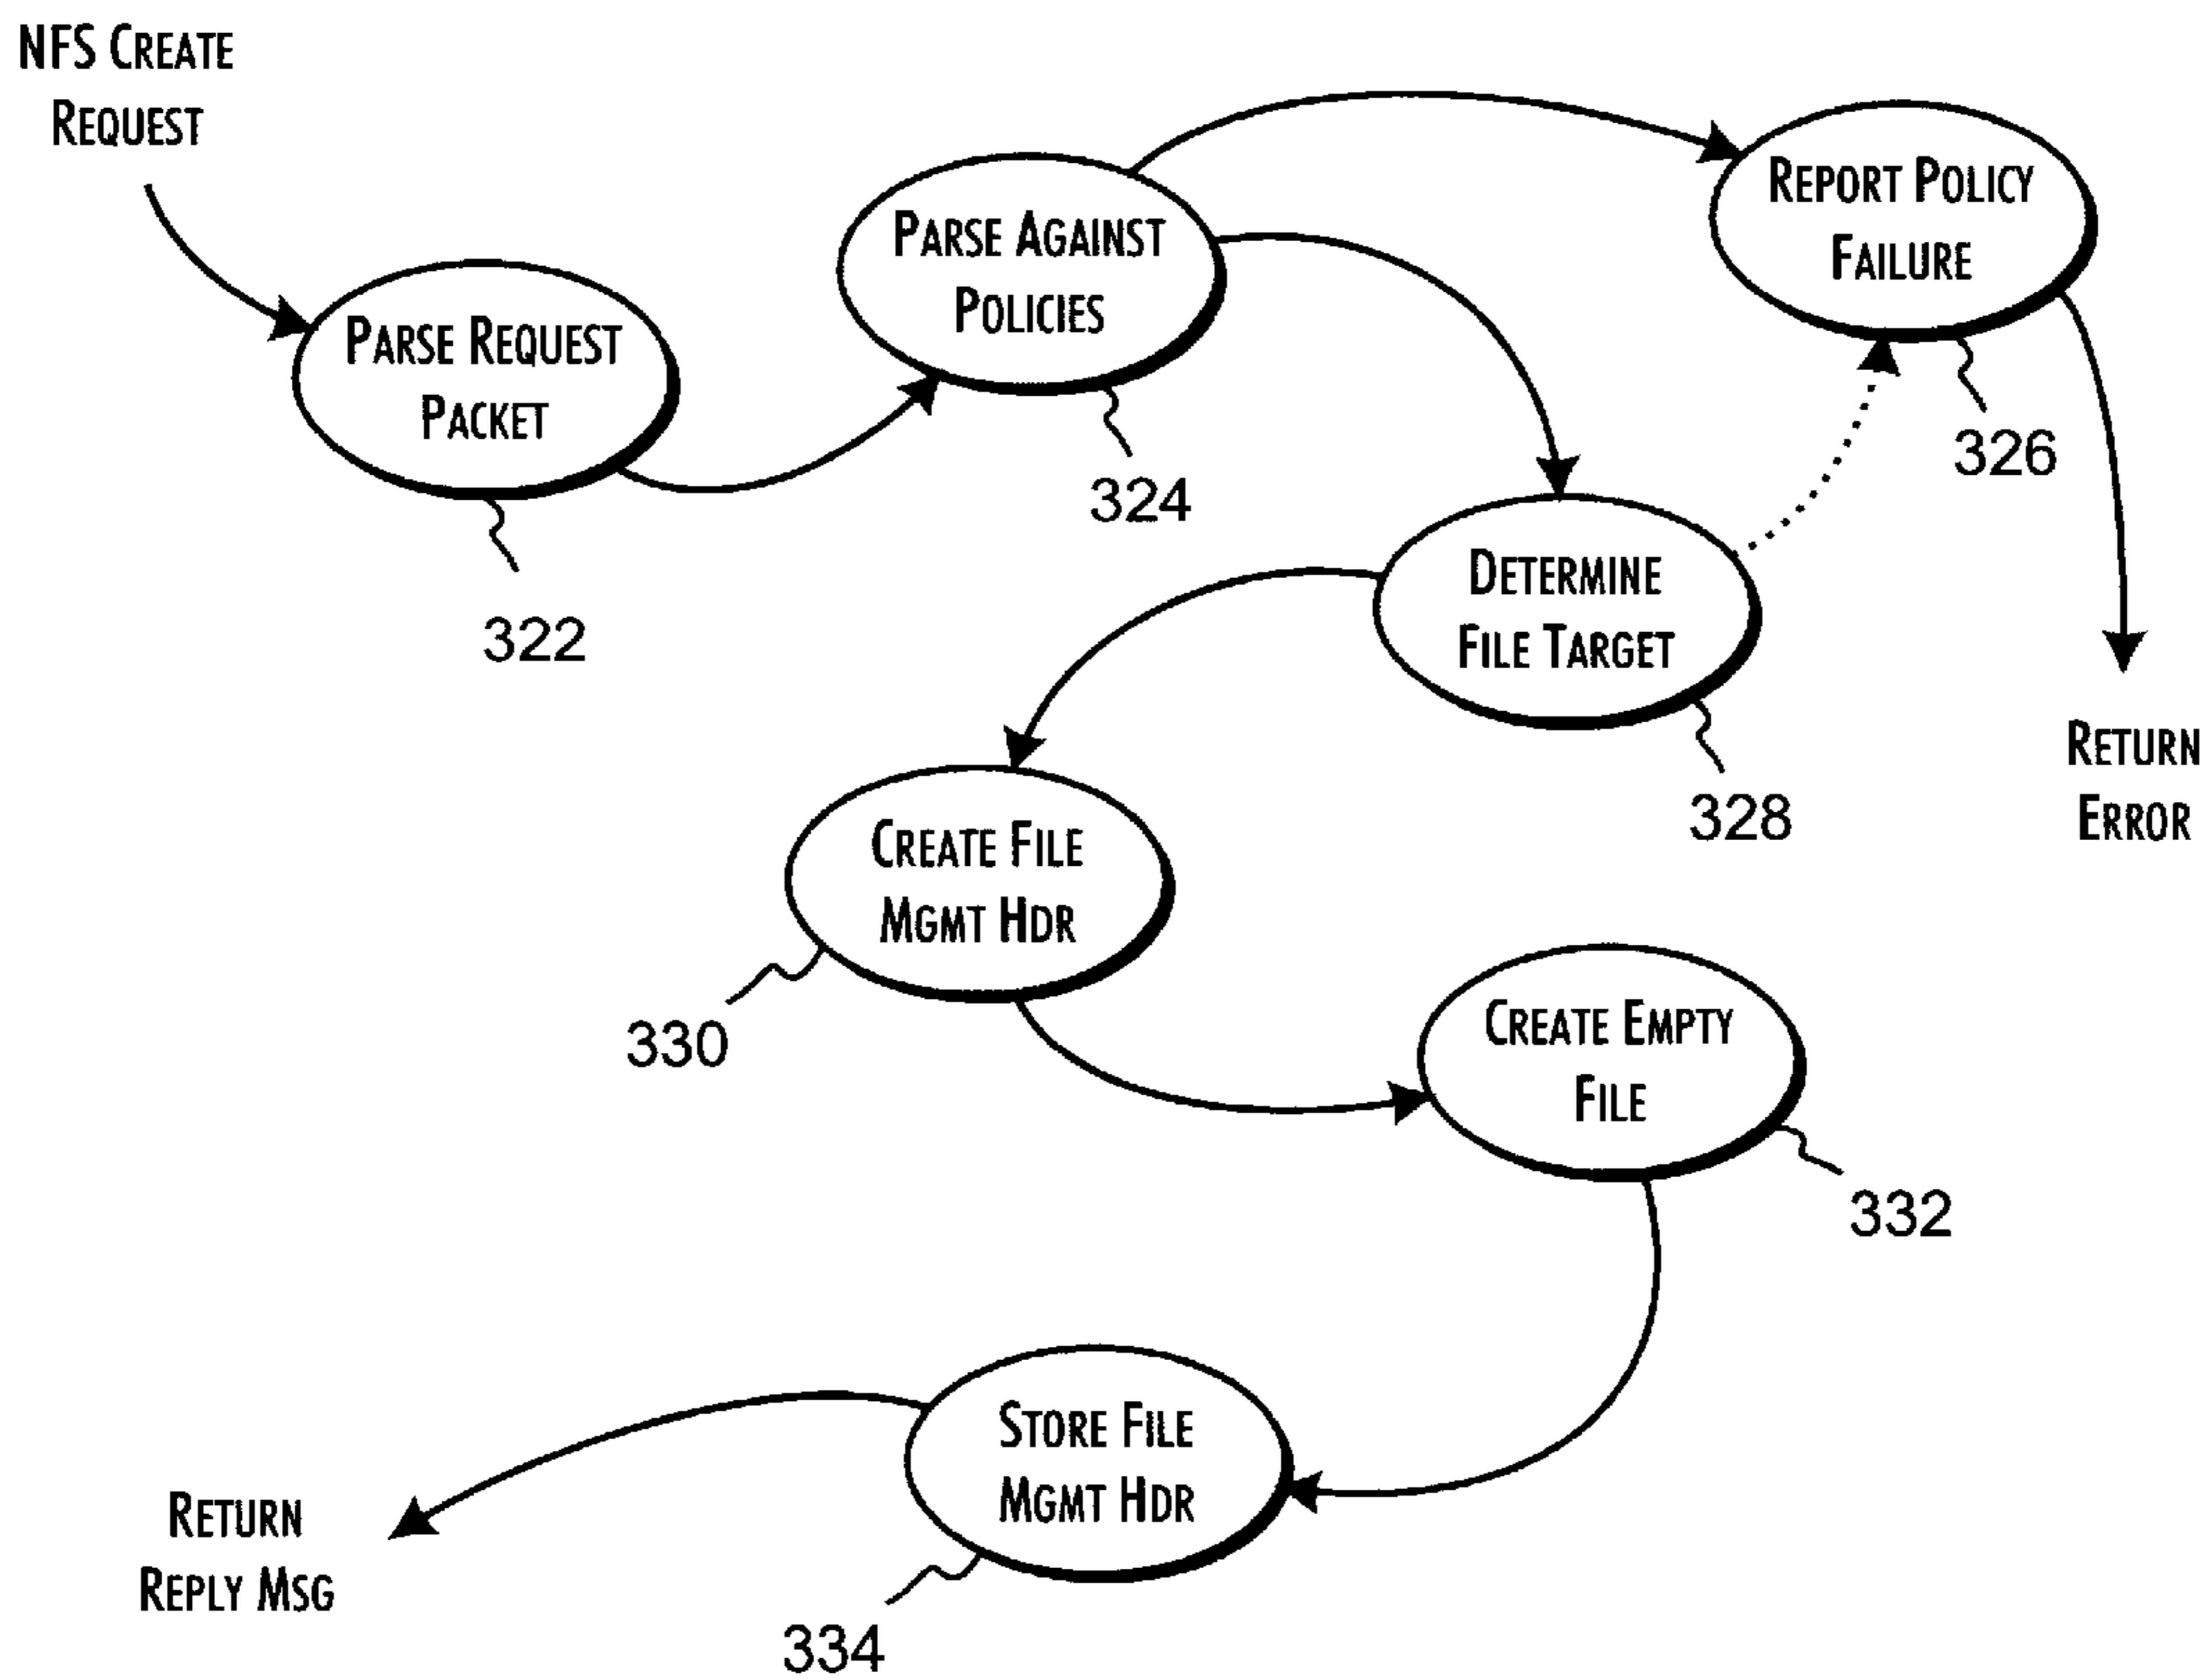 NFS CREATE
REQUEST
PARSE REQUEST
PACKET
322
PARSE AGAINST
POLICIES
324
REPORT POLICY
FAILURE
326
DETERMINE
FILE TARGET
328
RETURN
ERROR
CREATE FILE
MGMT HDR
330
CREATE EMPTY
FILE
332
STORE FILE
MGMT HDR
334
RETURN
REPLY MSG